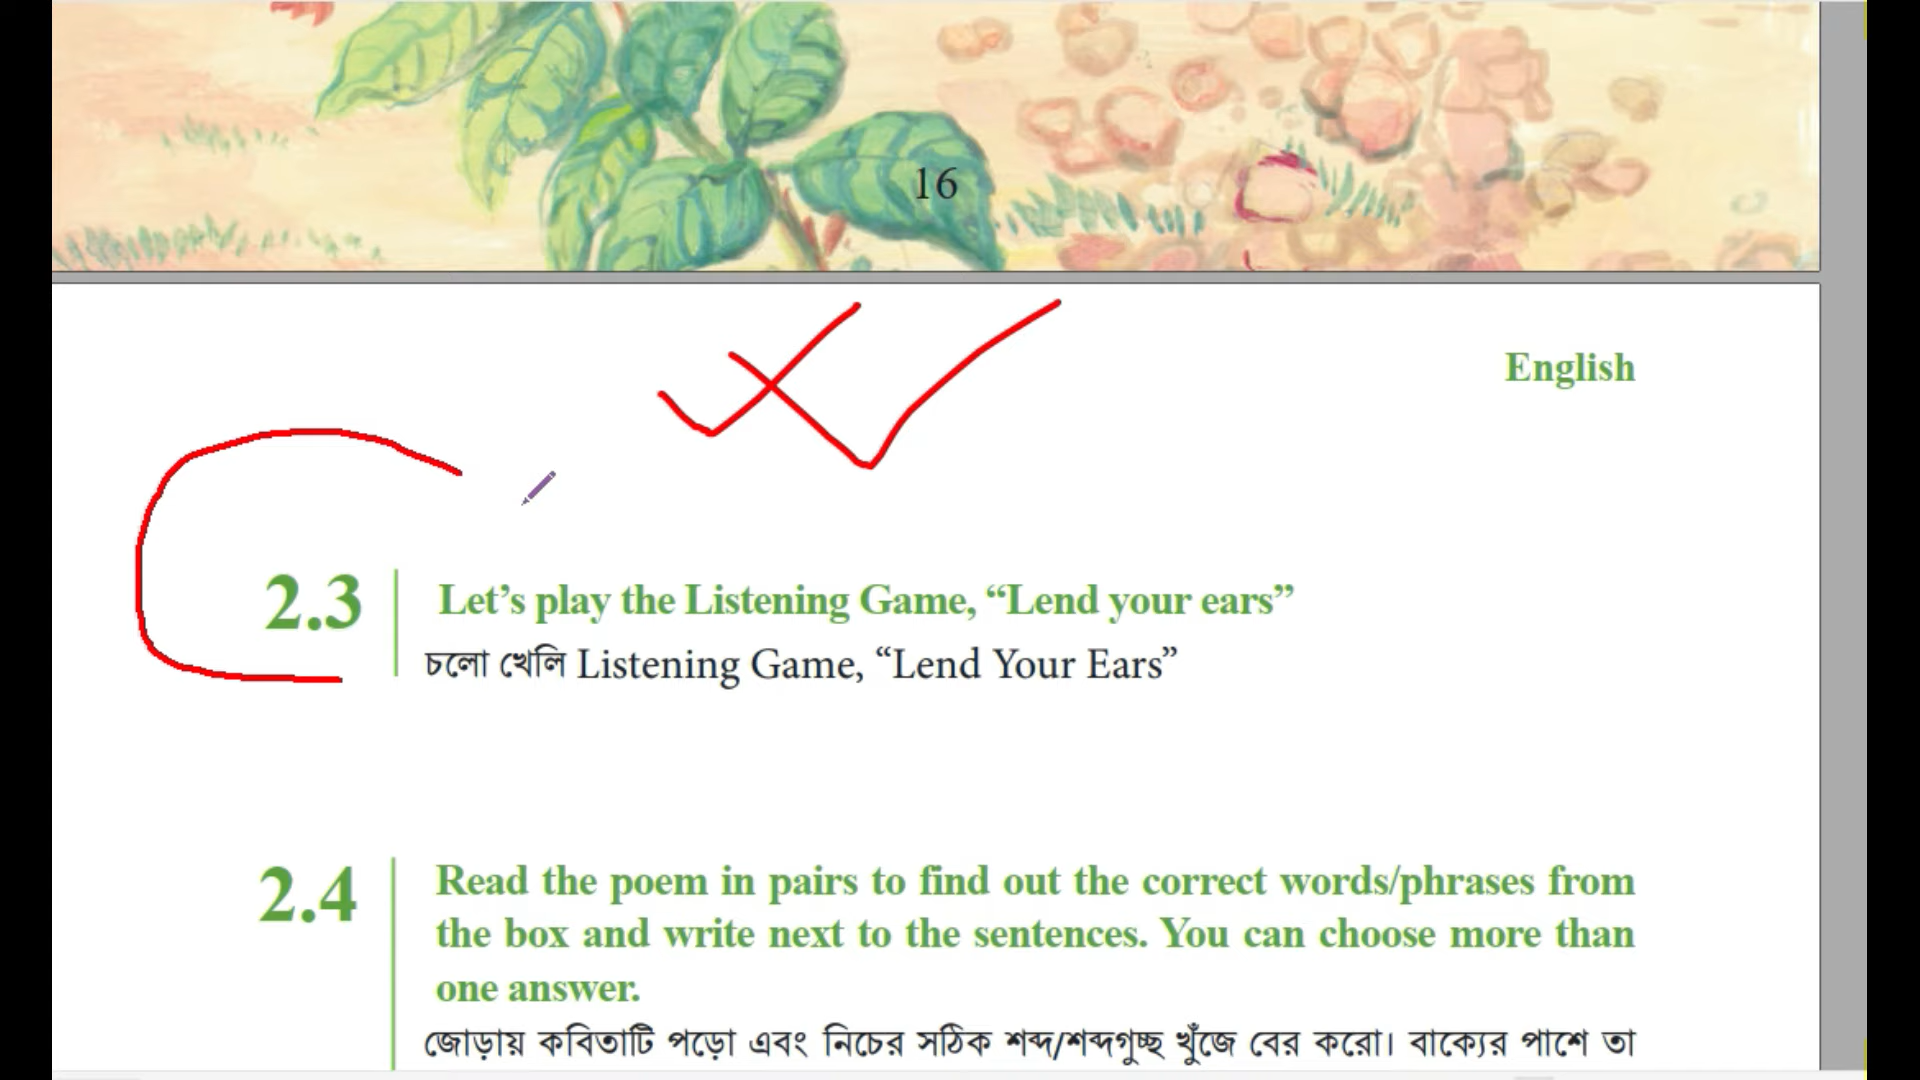 16
English
2.3
Let's play the Listening Game, “Lend your ears”
চলো খেলি Listening Game, “Lend Your Ears”
2.4
Read the poem in pairs to find out the correct words/phrases from
the box and write next to the sentences. You can choose more than
one answer.
জোড়ায় কবিতাটি পড়ো এবং নিচের সঠিক শব্দ/শব্দগুচ্ছ খুঁজে বের করো। বাক্যের পাশে তা